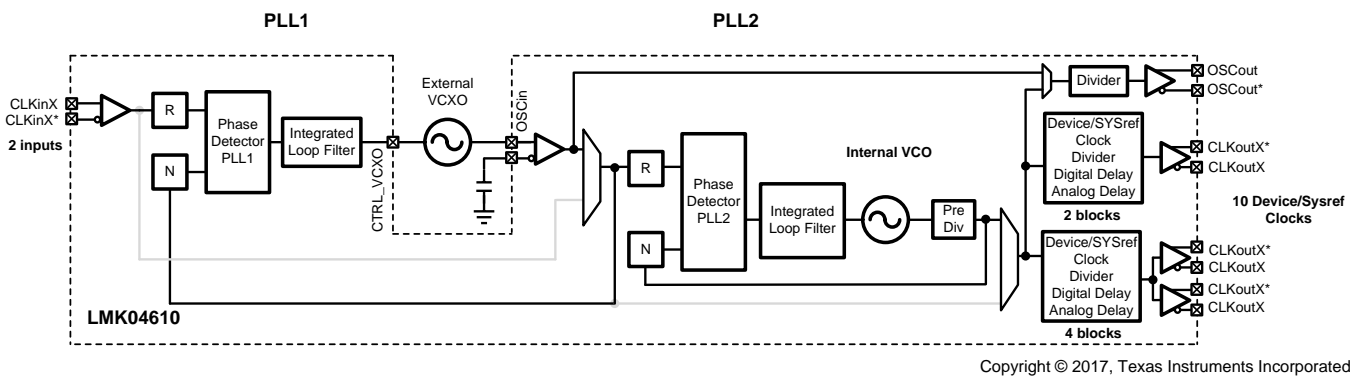 PLL1
PLL2
CLKinX
CLKinX*
2 inputs
R
N
Phase
Detector
PLL1
Integrated
Loop Filter
CTRL_VCXO
External
VCXO
OSCin
R
N
Phase
Detector
PLL2
Integrated
Loop Filter
Internal VCO
Pre
Div
Divider
OSCout
OSCout*
Device/SYSref
Clock
Divider
Digital Delay
Analog Delay
2 blocks
CLKoutX*
CLKoutX
10 Device/Sysref
Clocks
Device/SYSref
Clock
Divider
Digital Delay
Analog Delay
4 blocks
CLKoutX*
CLKoutX
CLKoutX*
CLKoutX
LMK04610
Copyright © 2017, Texas Instruments Incorporated